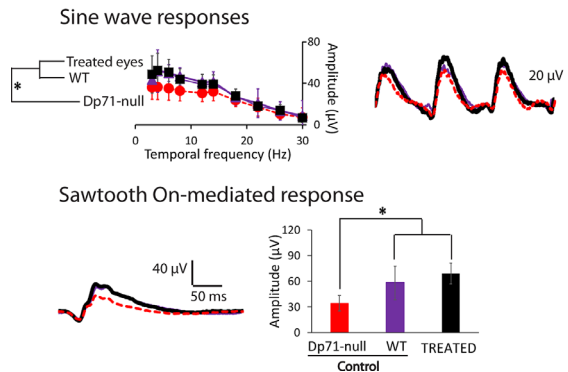 Sine wave responses
Treated eyes
WT
*
Dp71-null
80
40
0
Amplitude (µV)
0 10 20 30
Temporal frequency (Hz)
20 µV
Sawtooth On-mediated response
40 µV
50 ms
*
120
90
60
30
0
Amplitude (µV)
Dp71-null WT TREATED
Control